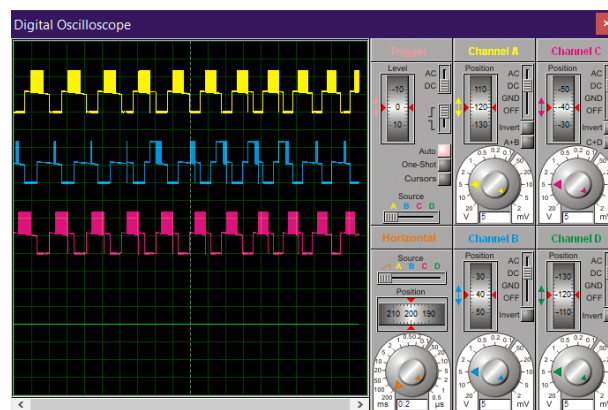 Digital Oscilloscope
Trigger
Level
-10
0
10
AC
DC
Auto
One-Shot
Cursors
Source
A B C D
Channel A
Position
110
-120
-130
AC
DC
GND
OFF
Invert
A+B
V 5 mV
Channel C
Position
-50
-40
-30
AC
DC
GND
OFF
Invert
C+D
V 5 mV
Horizontal
Source
A B C D
Position
210 200 190
ms 0.2 µs
Channel B
Position
30
40
50
AC
DC
GND
OFF
Invert
V 5 mV
Channel D
Position
-130
-120
-110
AC
DC
GND
OFF
Invert
V 5 mV